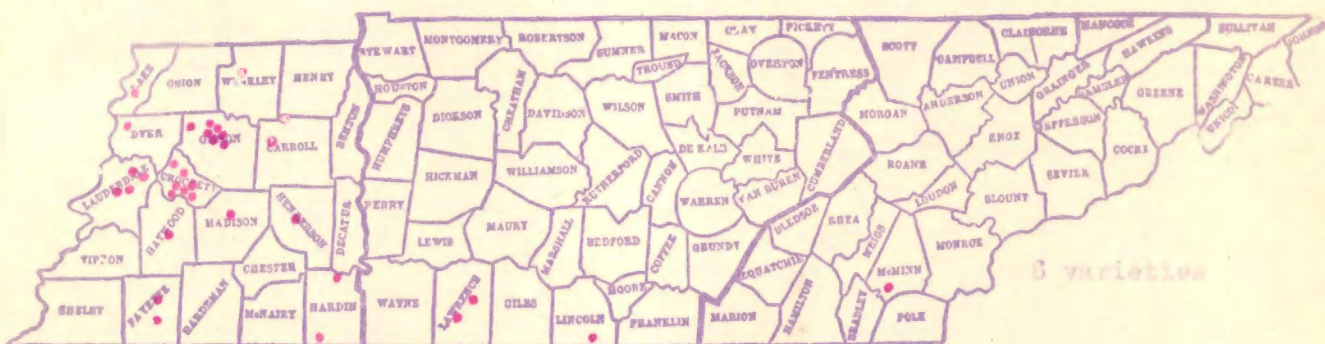 STEWART
MONTGOMERY
ROBERTSON
SUMNER
MACON
CLAY
PICKETT
SCOTT
CAMPBELL
CLAIBORNE
HANCOCK
HAWKINS
SULLIVAN
JOHNSON
LAKE
OBION
WEAKLEY
HENRY
HOUSTON
CHEATHAM
TROUSD
JACKSON
OVERTON
FENTRESS
UNION
GRAINGER
HAMBLEN
GREENE
WASHINGTON
UNICOI
CARTER
DYER
GIBSON
CARROLL
BENTON
HUMPHREYS
DICKSON
DAVIDSON
WILSON
SMITH
PUTNAM
MORGAN
ANDERSON
KNOX
JEFFERSON
COCKE
LAUDERDALE
CROCKETT
HICKMAN
WILLIAMSON
RUTHERFORD
CANNON
DE KALB
WHITE
CUMBERLAND
ROANE
LOUDON
BLOUNT
SEVIER
HAYWOOD
MADISON
HENDERSON
DECATUR
PERRY
LEWIS
MAURY
MARSHALL
BEDFORD
COFFEE
WARREN
VAN BUREN
BLEDSOE
RHEA
MEIGS
MONROE
TIPTON
CHESTER
GRUNDY
EQUATCHIE
McMINN
6 varieties
SHELBY
FAYETTE
HARDEMAN
McNAIRY
HARDIN
WAYNE
LAWRENCE
GILES
LINCOLN
MOORE
FRANKLIN
MARION
HAMILTON
BRADLEY
POLK